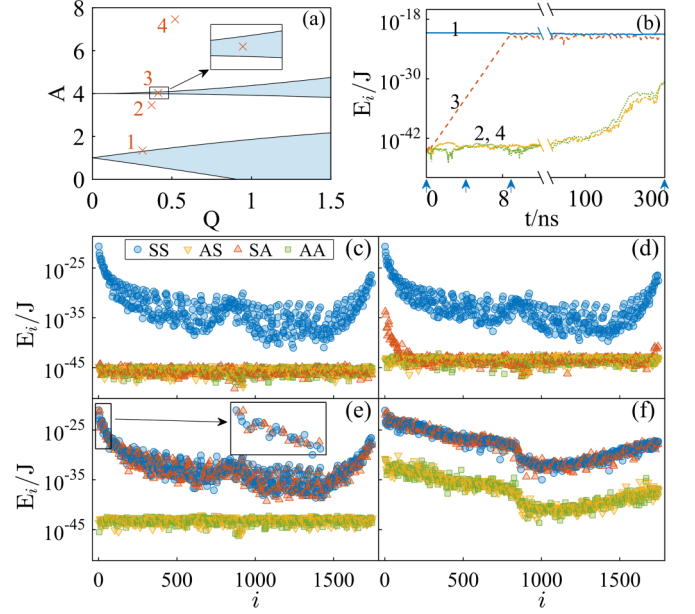 (a)
8
6
4
2
0
A
4
3
2
1
0
0.5
1
1.5
Q
(b)
10^-18
10^-30
10^-42
E_i/J
1
3
2, 4
0
8
100
300
t/ns
(c)
SS AS SA AA
10^-25
10^-35
10^-45
E_i/J
(d)
(e)
10^-25
10^-35
10^-45
E_i/J
0 500 1000 1500
i
(f)
0 500 1000 1500
i